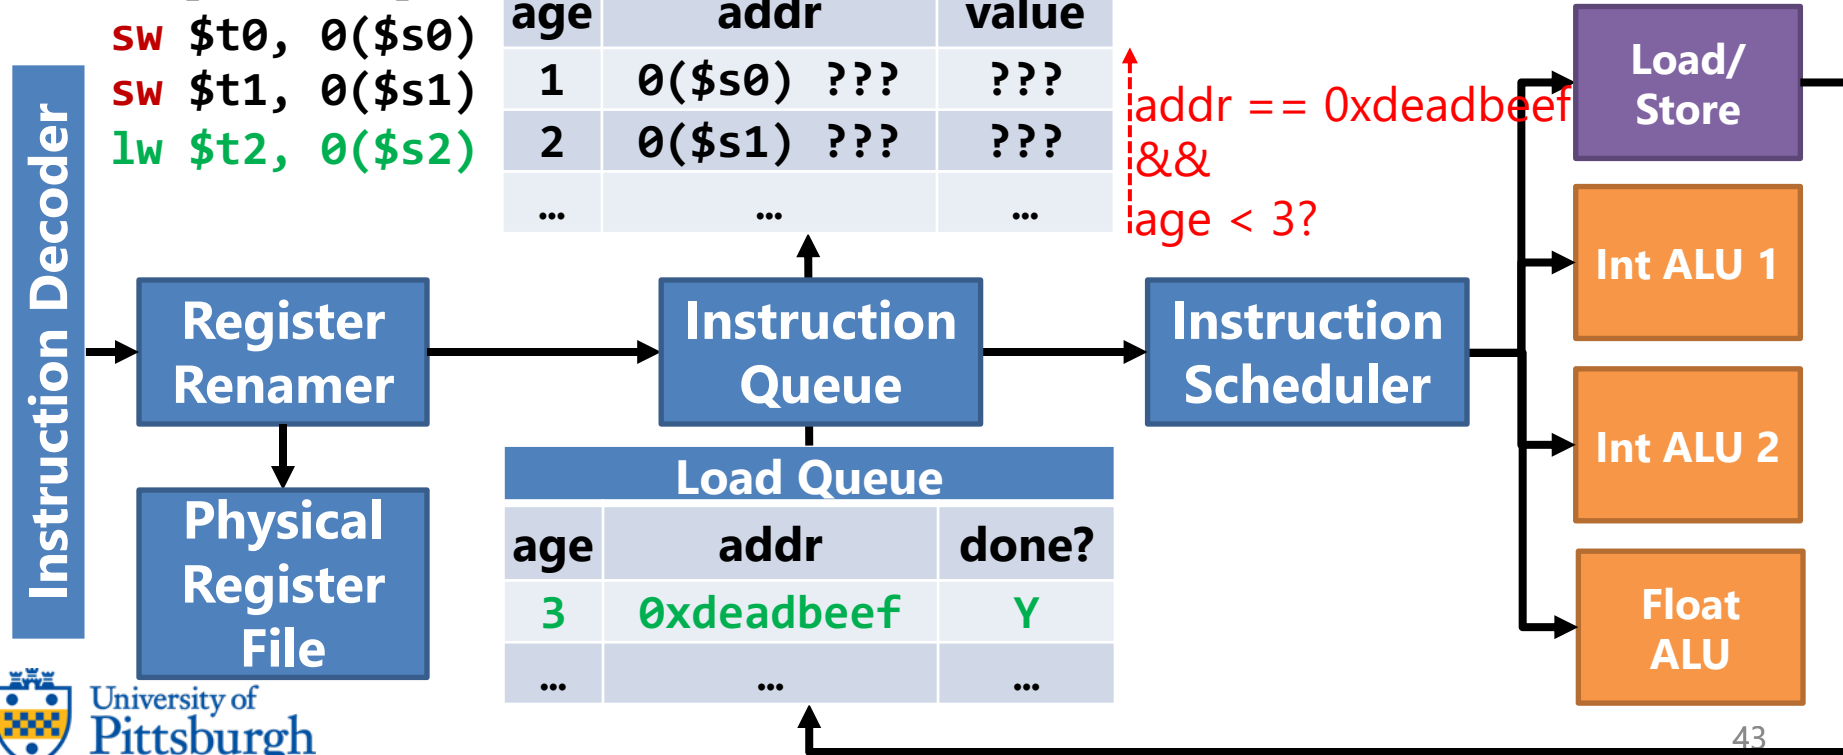 sw $t0, 0($s0)
sw $t1, 0($s1)
lw $t2, 0($s2)
age addr value
1 0($s0) ??? ???
2 0($s1) ??? ???
... ... ...
addr == 0xdeadbeef
&&
age < 3?
Instruction Decoder
Register
Renamer
Physical
Register
File
Instruction
Queue
Instruction
Scheduler
Load Queue
age addr done?
3 0xdeadbeef Y
... ... ...
Load/
Store
Int ALU 1
Int ALU 2
Float
ALU
University of
Pittsburgh
43